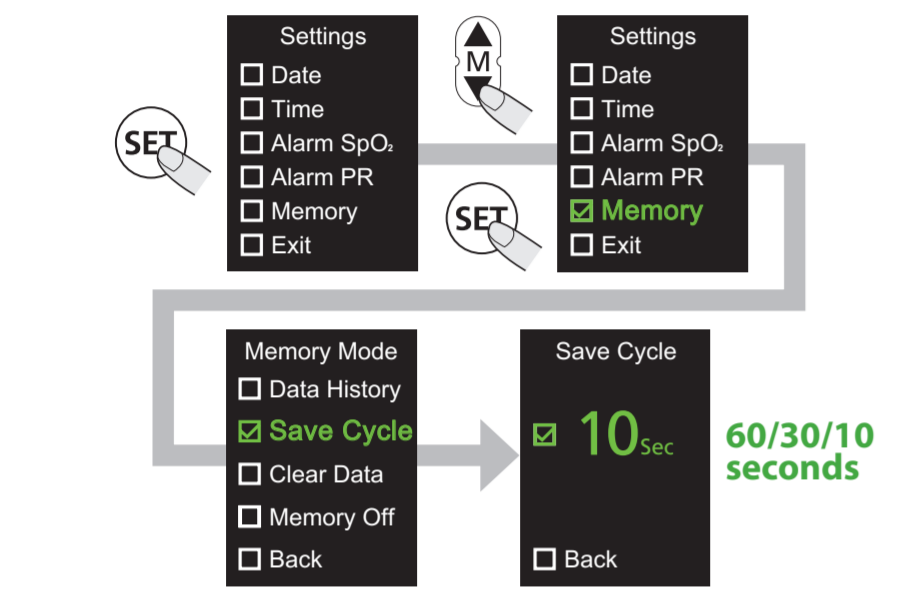 SET
Settings
Date
Time
Alarm SpO₂
Alarm PR
Memory
Exit
M
SET
Settings
Date
Time
Alarm SpO₂
Alarm PR
Memory
Exit
Memory Mode
Data History
Save Cycle
Clear Data
Memory Off
Back
Save Cycle
10 Sec
Back
60/30/10
seconds